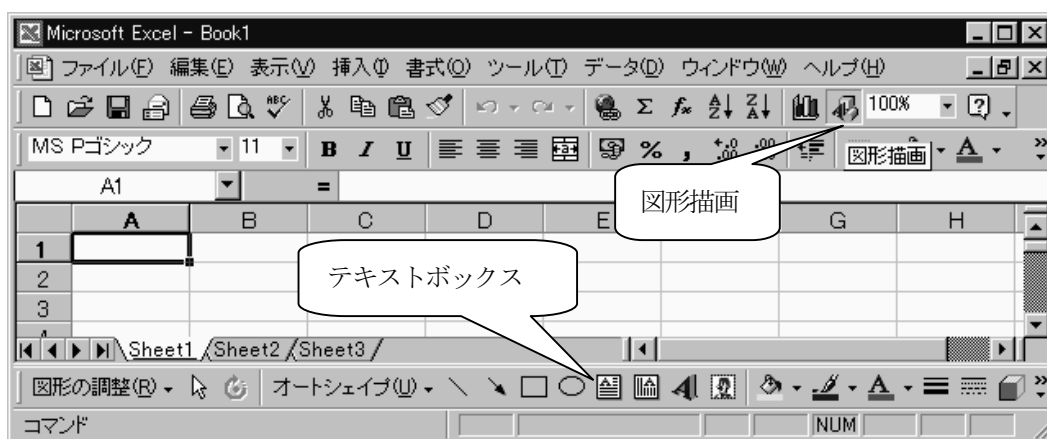 Microsoft Excel - Book1
ファイル(F) 編集(E) 表示(V) 挿入(I) 書式(O) ツール(T) データ(D) ウィンドウ(W) ヘルプ(H)
100%
MS Pゴシック 11 B I U % ,
図形描画
A1 =
図形描画
A B C D E G H
1
2
テキストボックス
3
Sheet1 Sheet2 Sheet3
図形の調整(R) オートシェイプ(U)
コマンド NUM